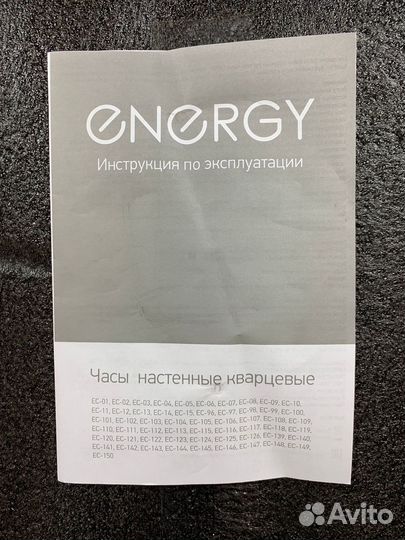 eNeRGY
Инструкция по эксплуатации
Часы настенные кварцевые
EC-01, EC-02, EC-03, EC-04, EC-05, EC-06, EC-07, EC-08, EC-09, EC-10,
EC-11, EC-12, EC-13, EC-14, EC-15, EC-96, EC-97, EC-98, EC-99, EC-100,
EC-101, EC-102, EC-103, EC-104, EC-105, EC-106, EC-107, EC-108, EC-109,
EC-110, EC-111, EC-112, EC-113, EC-115, EC-116, EC-117, EC-118, EC-119,
EC-120, EC-121, EC-122, EC-123, EC-124, EC-125, EC-126, EC-139, EC-140,
EC-141, EC-142, EC-143, EC-144, EC-145, EC-146, EC-147, EC-148, EC-149,
EC-150
Avito